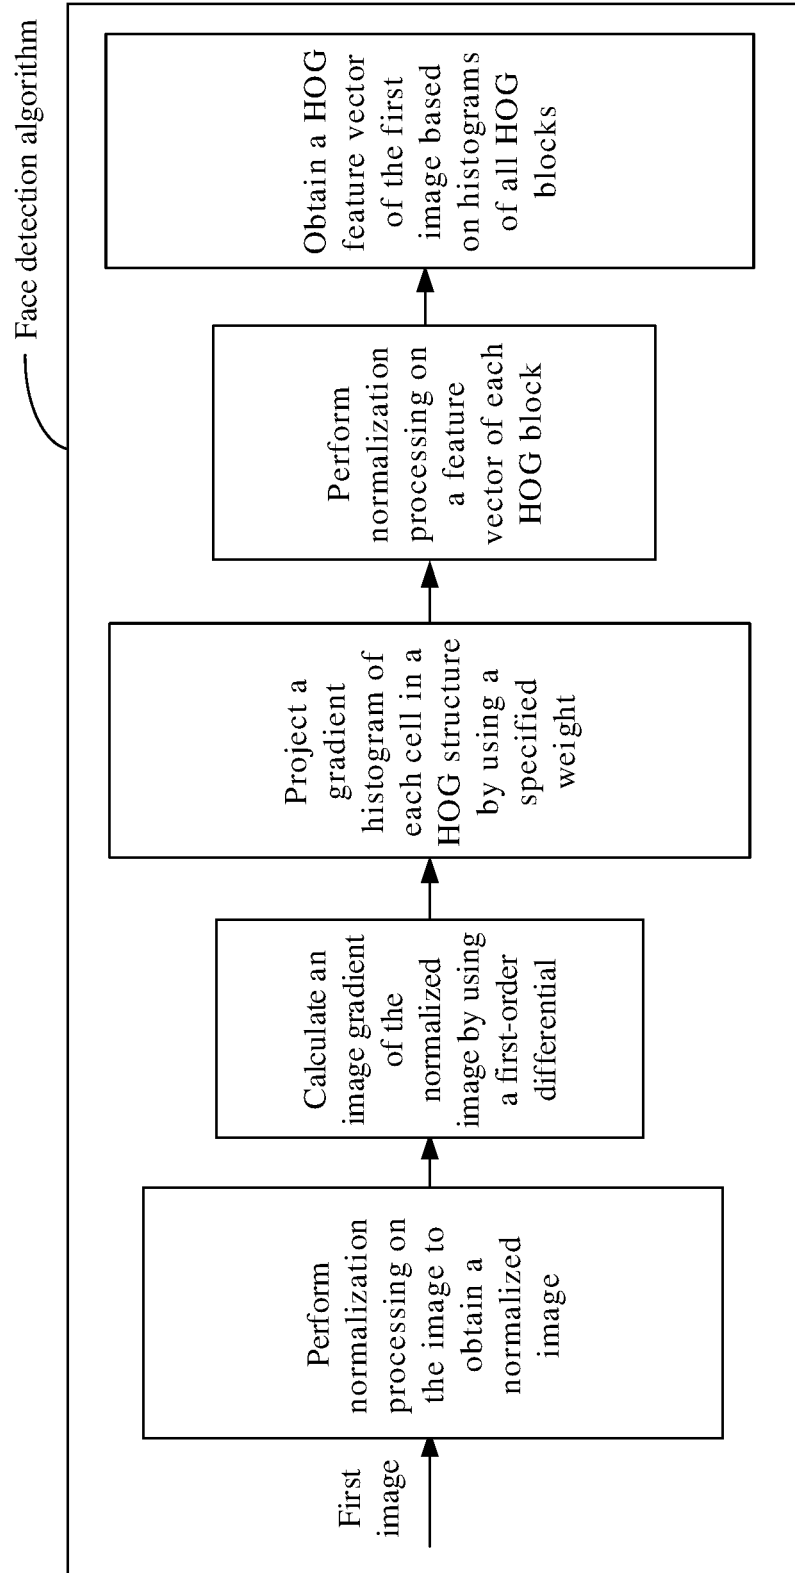 Face detection algorithm
First
image
Perform
normalization
processing on
the image to
obtain a
normalized
image
Calculate an
image gradient
of the
normalized
image by using
a first-order
differential
Project a
gradient
histogram of
each cell in a
HOG structure
by using a
specified
weight
Perform
normalization
processing on
a feature
vector of each
HOG block
Obtain a HOG
feature vector
of the first
image based
on histograms
of all HOG
blocks